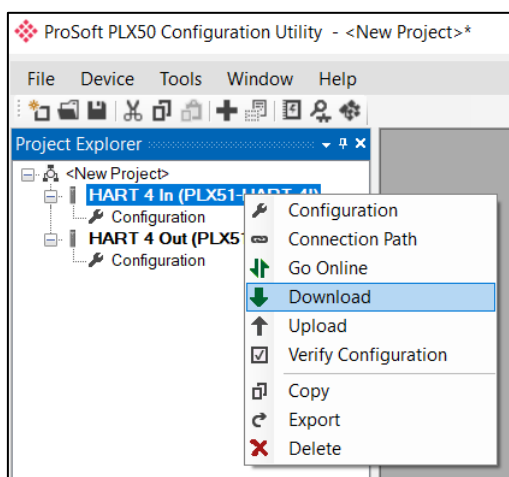 ProSoft PLX50 Configuration Utility - <New Project>*
File Device Tools Window Help
Project Explorer
<New Project>
HART 4 In (PLX51-HART-4I)
Configuration
HART 4 Out (PLX5
Configuration
Configuration
Connection Path
Go Online
Download
Upload
Verify Configuration
Copy
Export
Delete